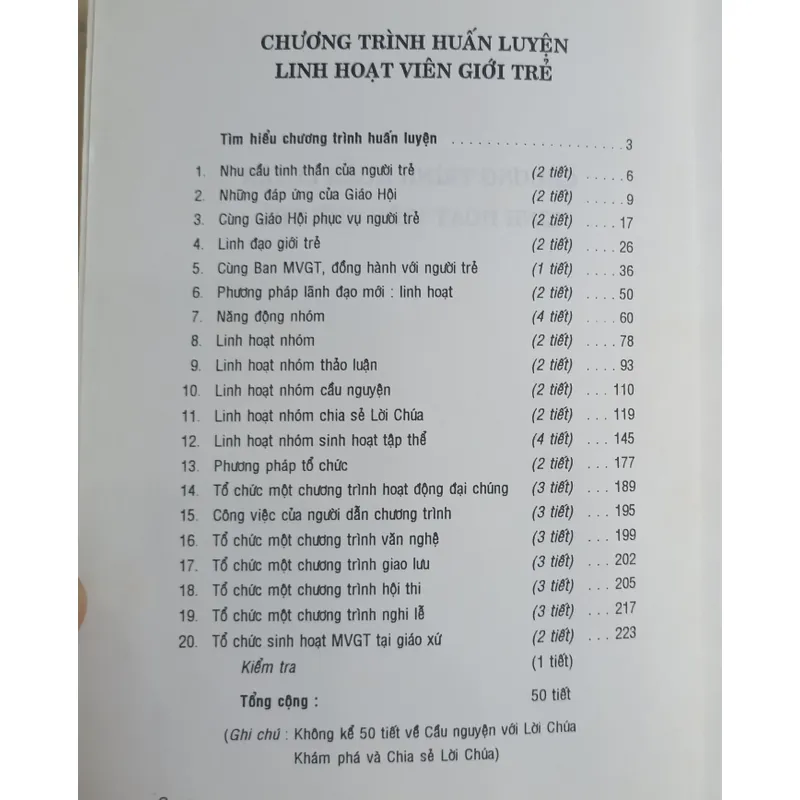 CHƯƠNG TRÌNH HUẤN LUYỆN
LINH HOẠT VIÊN GIỚI TRẺ
Tìm hiểu chương trình huấn luyện . . . . . . . . . . . . . . . . . . . . . 3
1. Nhu cầu tinh thần của người trẻ (2 tiết) . . . . . 6
2. Những đáp ứng của Giáo Hội (2 tiết) . . . . . 9
3. Cùng Giáo Hội phục vụ người trẻ (2 tiết) . . . . 17
4. Linh đạo giới trẻ (2 tiết) . . . . 26
5. Cùng Ban MVGT, đồng hành với người trẻ (1 tiết) . . . . 36
6. Phương pháp lãnh đạo mới : linh hoạt (2 tiết) . . . . 50
7. Năng động nhóm (4 tiết) . . . . 60
8. Linh hoạt nhóm (2 tiết) . . . . 78
9. Linh hoạt nhóm thảo luận (2 tiết) . . . . 93
10. Linh hoạt nhóm cầu nguyện (2 tiết) . . . 110
11. Linh hoạt nhóm chia sẻ Lời Chúa (2 tiết) . . . 119
12. Linh hoạt nhóm sinh hoạt tập thể (4 tiết) . . . 145
13. Phương pháp tổ chức (2 tiết) . . . 177
14. Tổ chức một chương trình hoạt động đại chúng (3 tiết) . . . 189
15. Công việc của người dẫn chương trình (3 tiết) . . . 195
16. Tổ chức một chương trình văn nghệ (3 tiết) . . . 199
17. Tổ chức một chương trình giao lưu (3 tiết) . . . 202
18. Tổ chức một chương trình hội thi (3 tiết) . . . 205
19. Tổ chức một chương trình nghi lễ (3 tiết) . . . 217
20. Tổ chức sinh hoạt MVGT tại giáo xứ (2 tiết) . . . 223
Kiểm tra (1 tiết)
Tổng cộng : 50 tiết
(Ghi chú : Không kể 50 tiết về Cầu nguyện với Lời Chúa
Khám phá và Chia sẻ Lời Chúa)